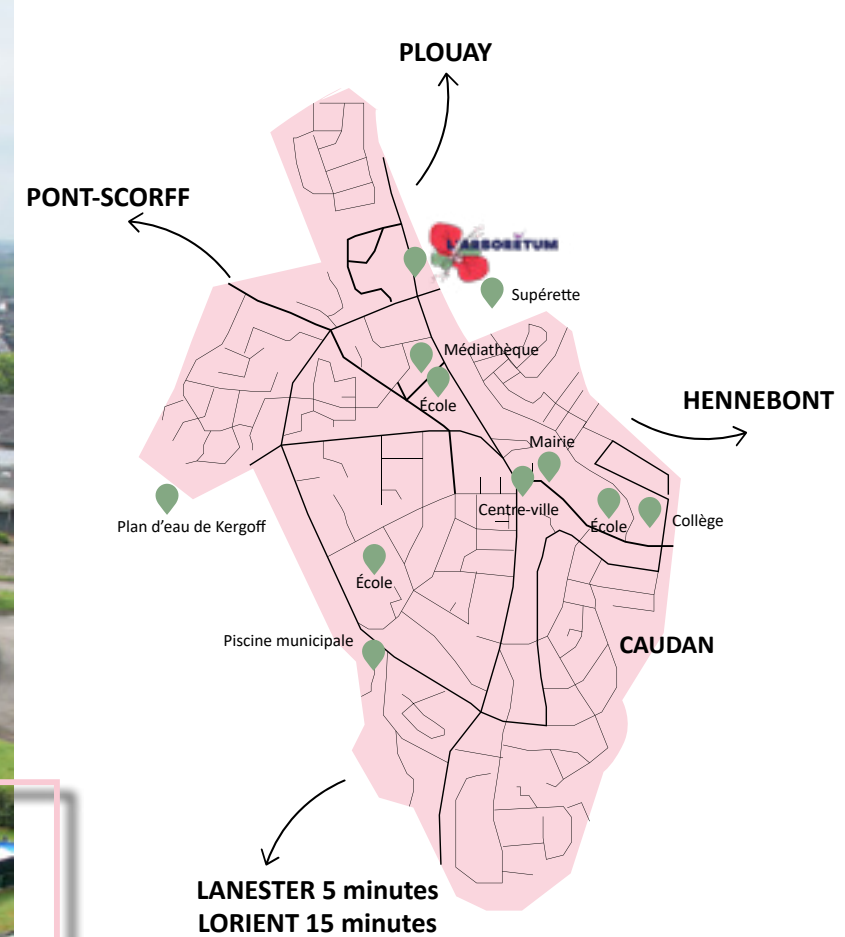 PLOUAY
PONT-SCORFF
L'ARBORETUM
Supérette
Médiathèque
École
HENNEBONT
Mairie
Centre-ville
École
Collège
Plan d'eau de Kergoff
École
Piscine municipale
CAUDAN
LANESTER 5 minutes
LORIENT 15 minutes